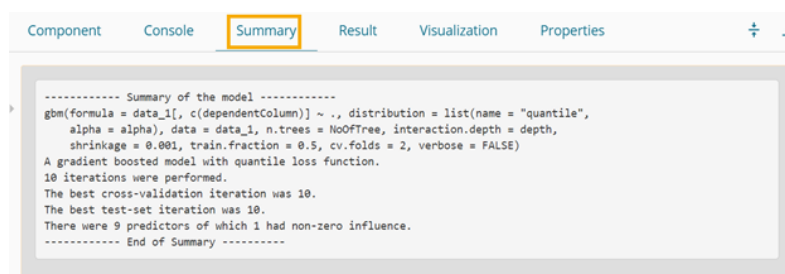 Component Console Summary Result Visualization Properties
------------ Summary of the model ------------
gbm(formula = data_1[, c(dependentColumn)] ~ ., distribution = list(name = "quantile",
    alpha = alpha), data = data_1, n.trees = NoOfTree, interaction.depth = depth,
    shrinkage = 0.001, train.fraction = 0.5, cv.folds = 2, verbose = FALSE)
A gradient boosted model with quantile loss function.
10 iterations were performed.
The best cross-validation iteration was 10.
The best test-set iteration was 10.
There were 9 predictors of which 1 had non-zero influence.
------------ End of Summary ----------